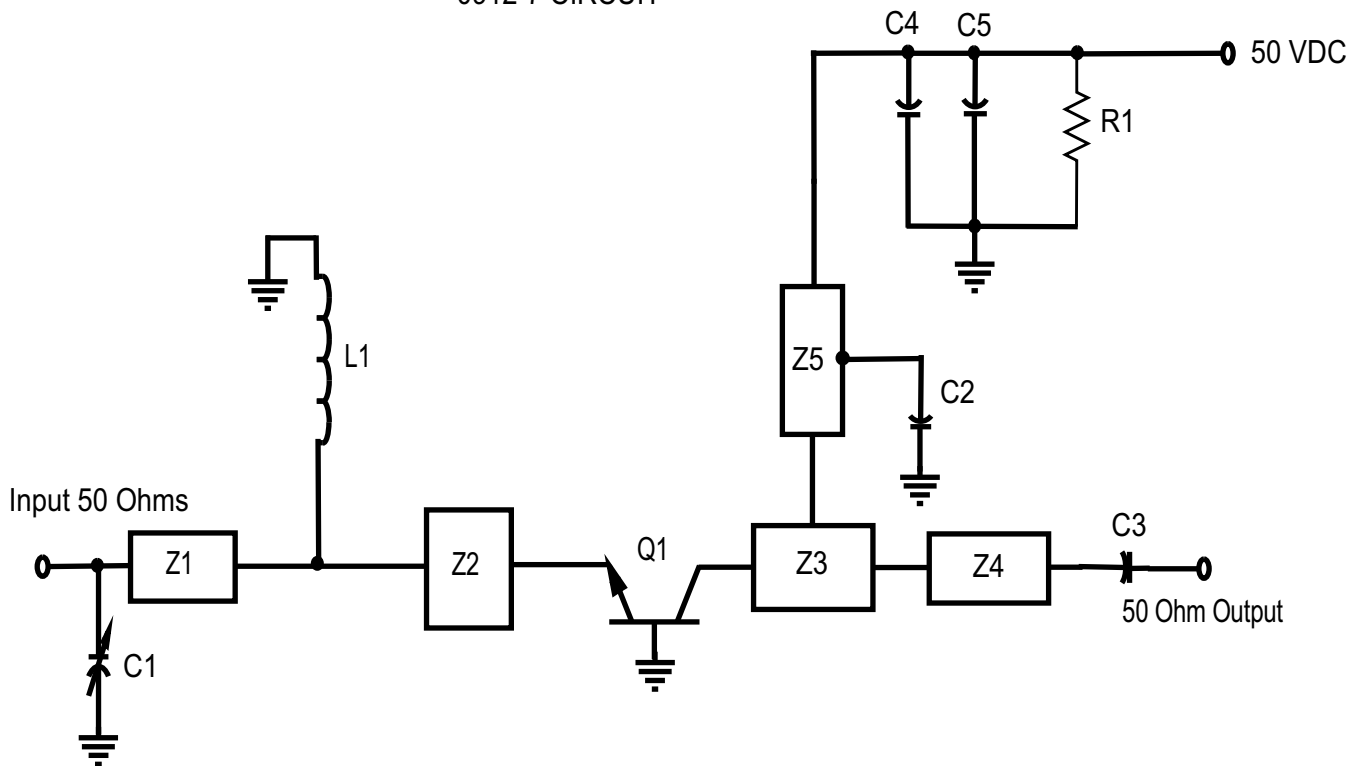 C4 C5
50 VDC
R1
L1
Z5
C2
Input 50 Ohms
Z1
Z2
Q1
Z3
Z4
C3
50 Ohm Output
C1